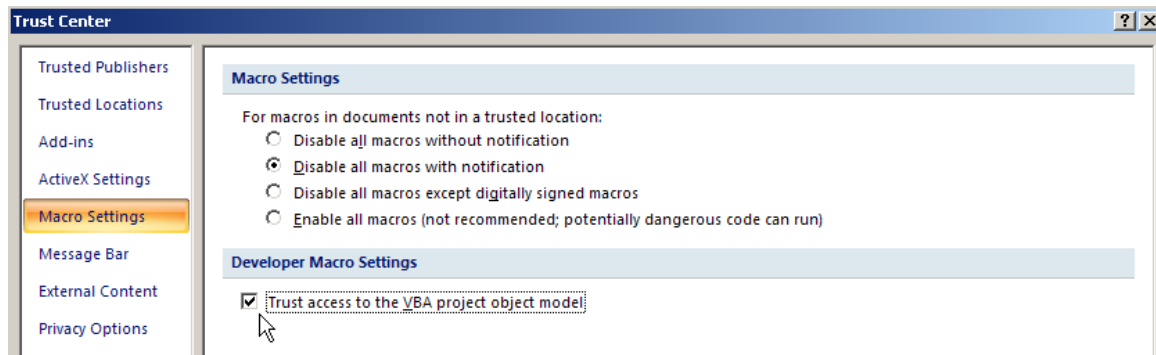 Trust Center
Trusted Publishers
Trusted Locations
Add-ins
ActiveX Settings
Macro Settings
Message Bar
External Content
Privacy Options
Macro Settings
For macros in documents not in a trusted location:
Disable all macros without notification
Disable all macros with notification
Disable all macros except digitally signed macros
Enable all macros (not recommended; potentially dangerous code can run)
Developer Macro Settings
Trust access to the VBA project object model